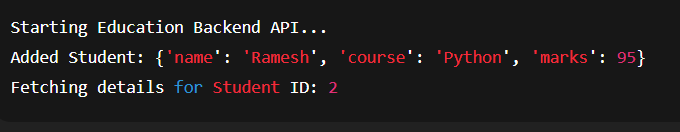 Starting Education Backend API...
Added Student: {'name': 'Ramesh', 'course': 'Python', 'marks': 95}
Fetching details for Student ID: 2